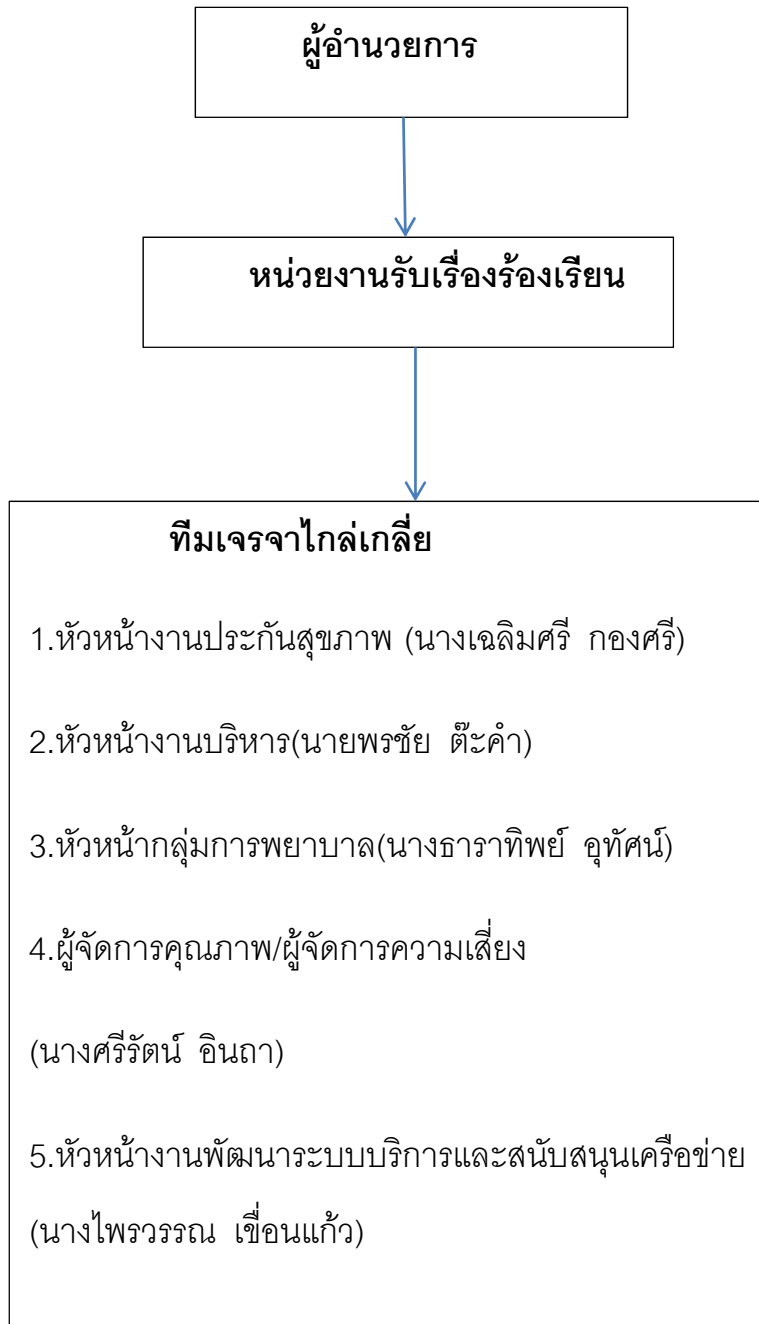 ผู้อำนวยการ
หน่วยงานรับเรื่องร้องเรียน
ทีมเจรจาไกล่เกลี่ย
1.หัวหน้างานประกันสุขภาพ (นางเฉลิมศรี กองศรี)
2.หัวหน้างานบริหาร(นายพรชัย ต๊ะคำ)
3.หัวหน้ากลุ่มการพยาบาล(นางธาราทิพย์ อุทัศน์)
4.ผู้จัดการคุณภาพ/ผู้จัดการความเสี่ยง
(นางศรีรัตน์ อินถา)
5.หัวหน้างานพัฒนาระบบบริการและสนับสนุนเครือข่าย
(นางไพรวรรณ เขื่อนแก้ว)